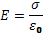 E = σ/ε₀